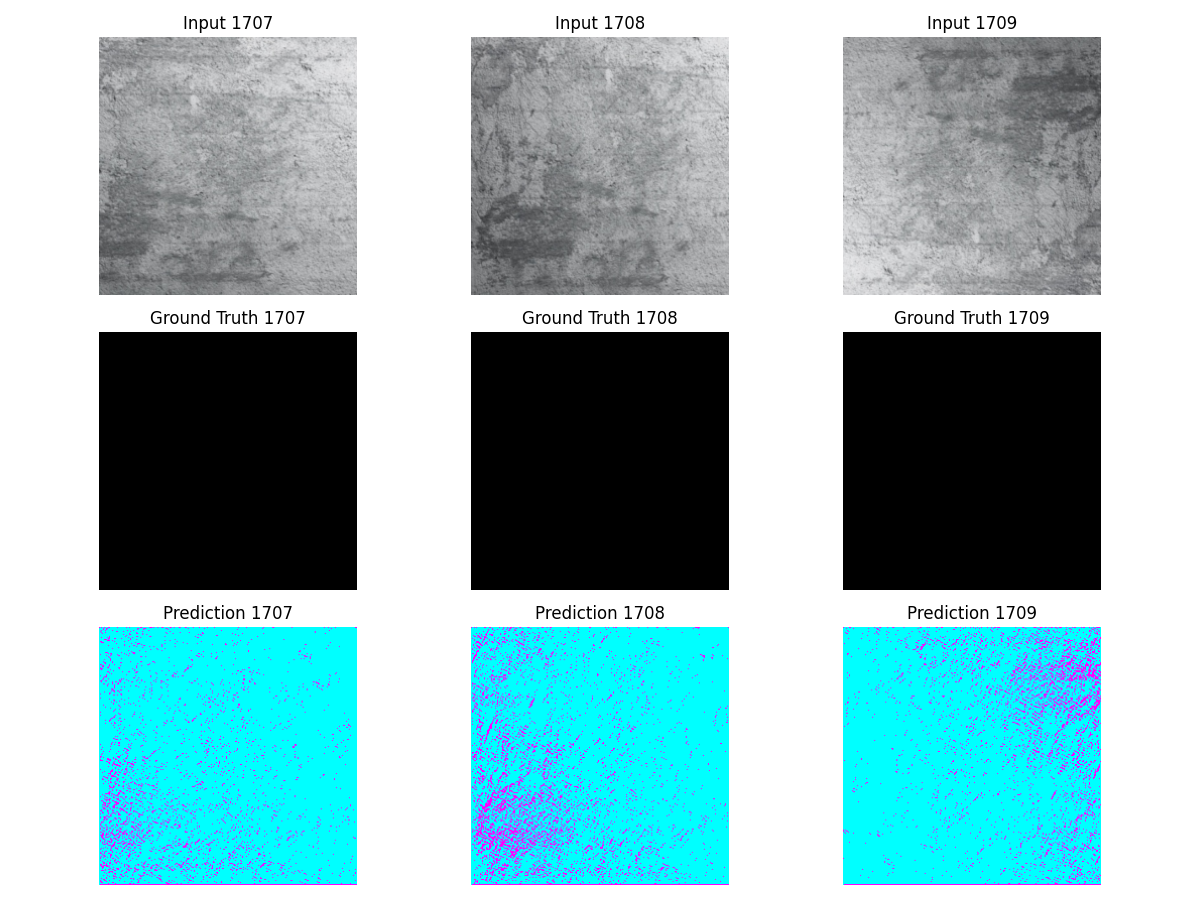 Input 1707
Input 1708
Input 1709
Ground Truth 1707
Ground Truth 1708
Ground Truth 1709
Prediction 1707
Prediction 1708
Prediction 1709